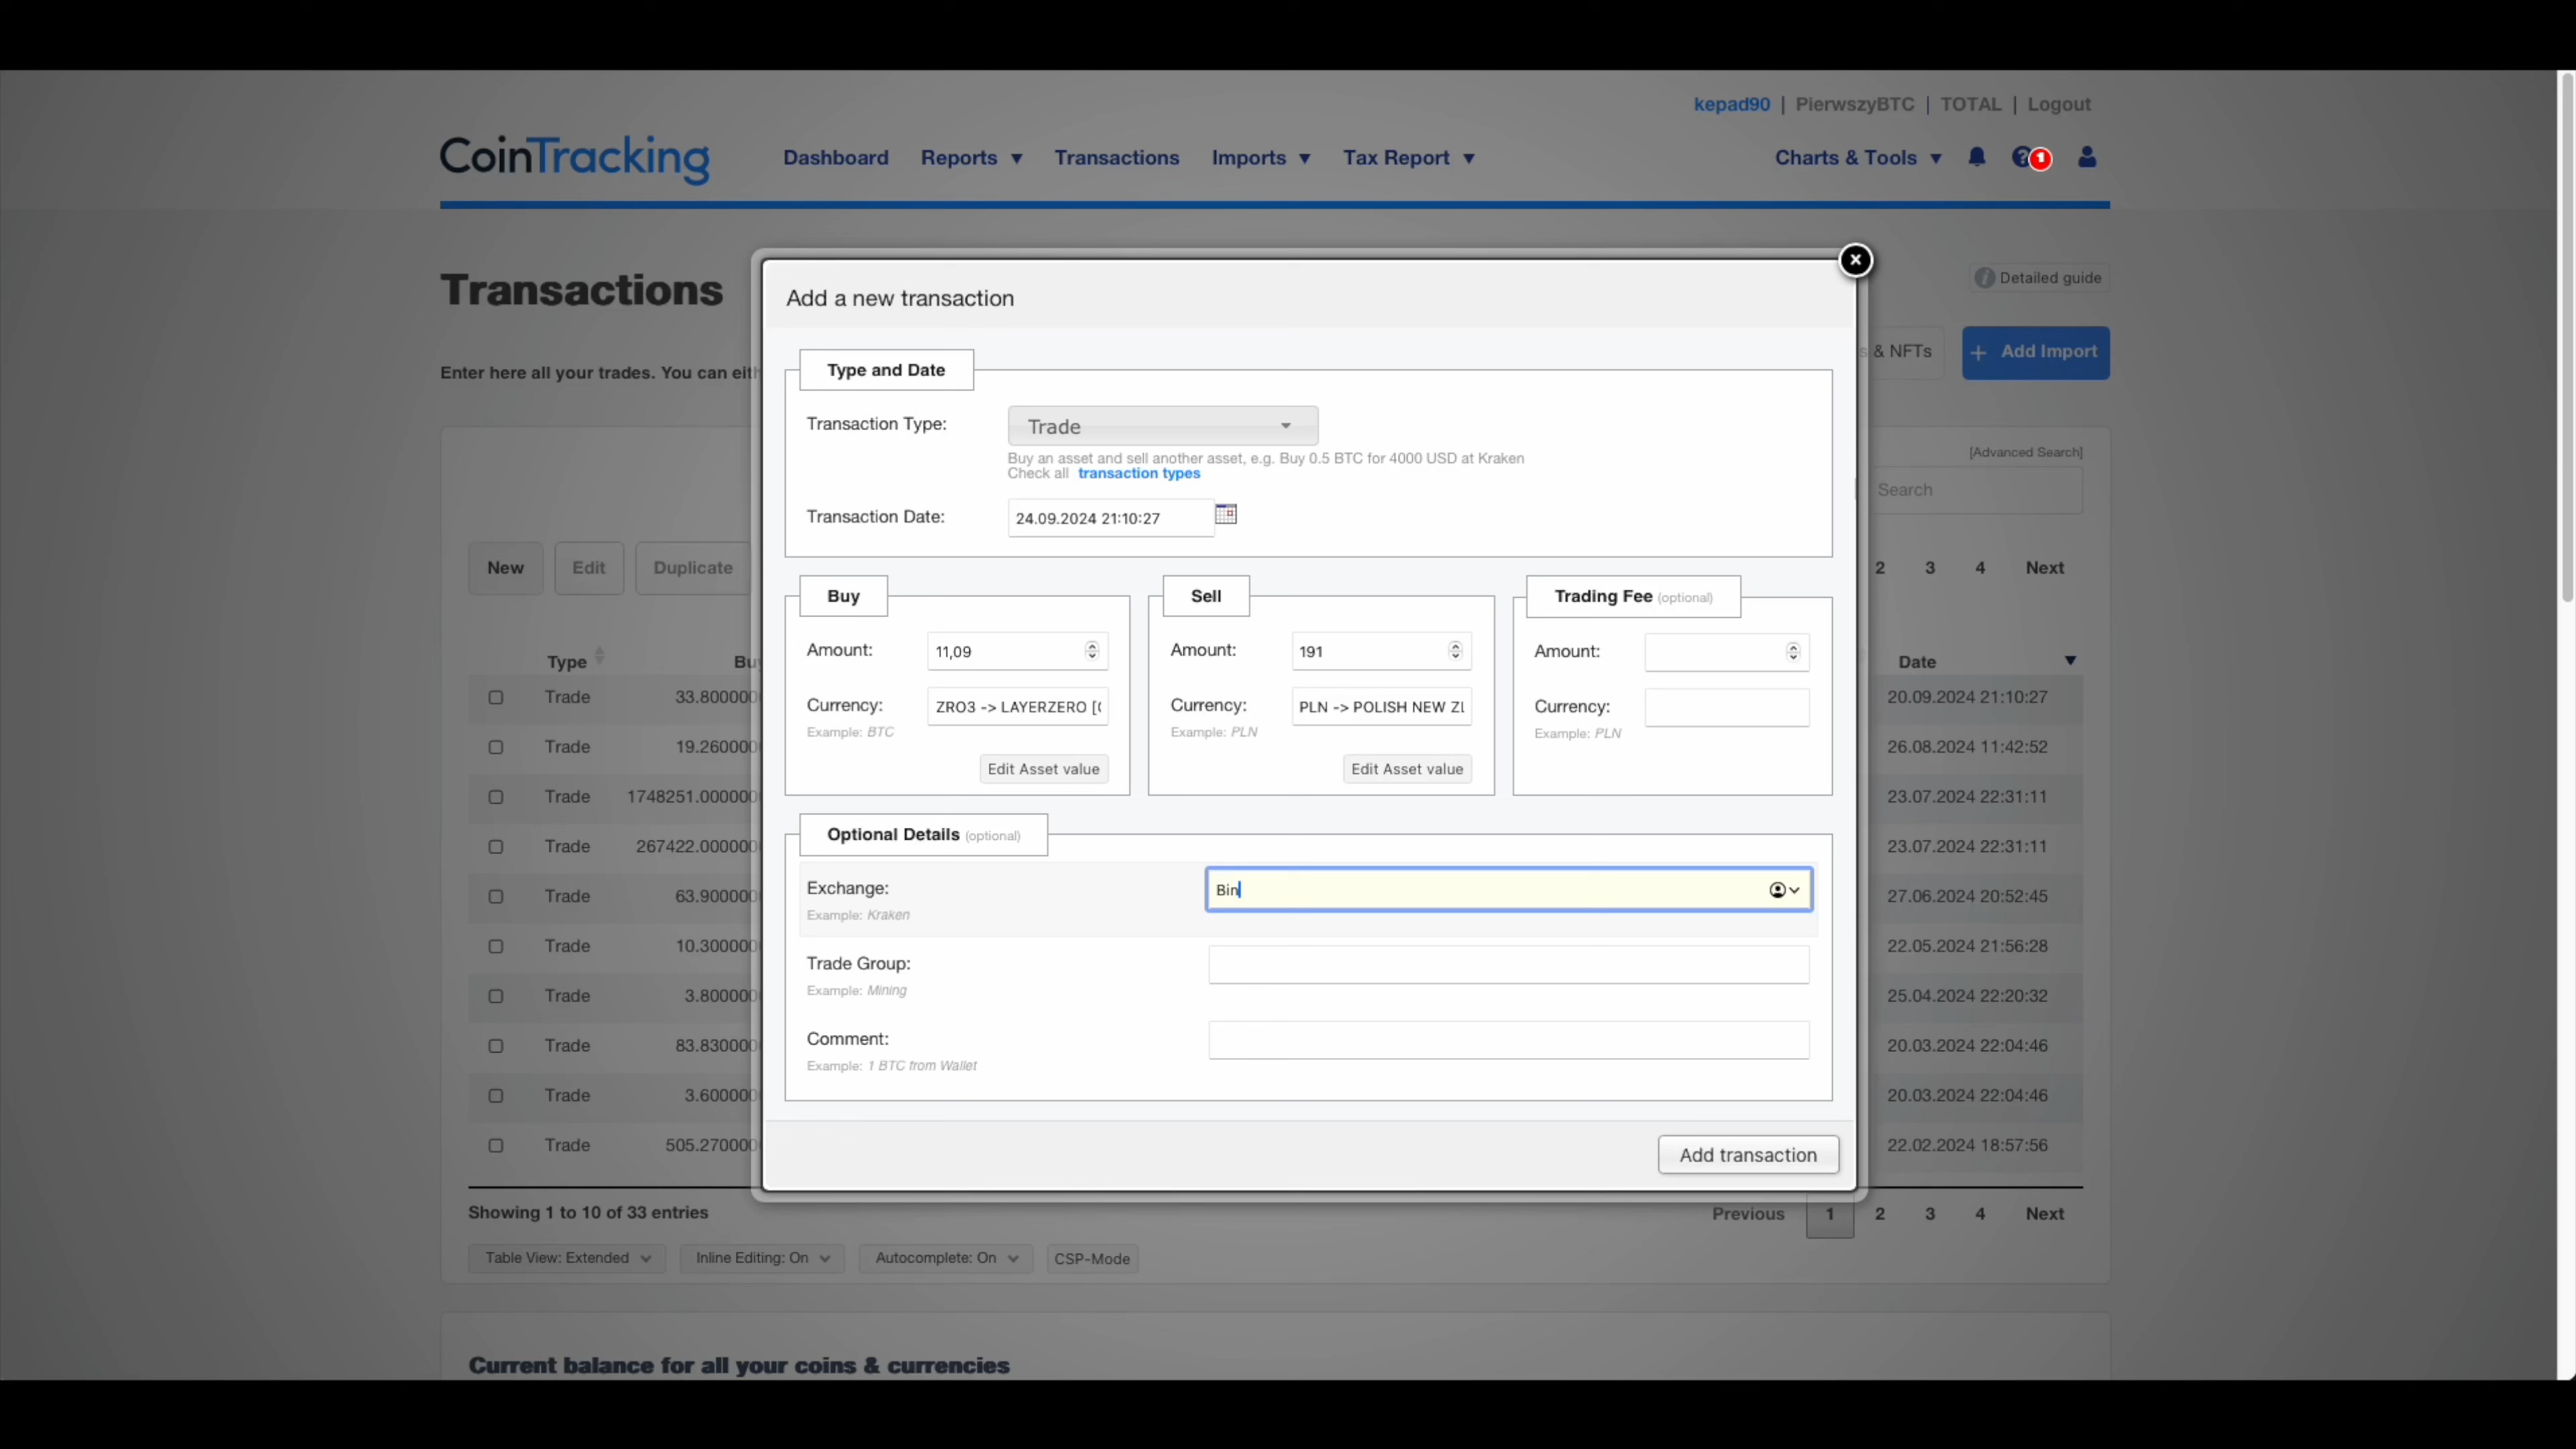 kepad90 | PierwszyBTC | TOTAL | Logout
CoinTracking
Dashboard Reports Transactions Imports Tax Report Charts & Tools 1
Transactions
Detailed guide
Enter here all your trades. You can
& NFTs
+ Add Import
[Advanced Search]
Search
New Edit Duplicate
2 3 4 Next
Type Date
Trade 33.8000000 20.09.2024 21:10:27
Trade 19.260000 26.08.2024 11:42:52
Trade 1748251.000000 23.07.2024 22:31:11
Trade 267422.000000 23.07.2024 22:31:11
Trade 63.900000 27.06.2024 20:52:45
Trade 10.300000 22.05.2024 21:56:28
Trade 3.800000 25.04.2024 22:20:32
Trade 83.830000 20.03.2024 22:04:46
Trade 3.600000 20.03.2024 22:04:46
Trade 505.270000 22.02.2024 18:57:56
Showing 1 to 10 of 33 entries
Previous 1 2 3 4 Next
Table View: Extended Inline Editing: On Autocomplete: On CSP-Mode
Current balance for all your coins & currencies
Add a new transaction
Type and Date
Transaction Type: Trade
Buy an asset and sell another asset, e.g. Buy 0.5 BTC for 4000 USD at Kraken
Check all transaction types
Transaction Date: 24.09.2024 21:10:27
Buy
Amount: 11,09
Currency: ZRO3 -> LAYERZERO
Example: BTC
Edit Asset value
Sell
Amount: 191
Currency: PLN -> POLISH NEW
Example: PLN
Edit Asset value
Trading Fee (optional)
Amount:
Currency:
Example: PLN
Optional Details (optional)
Exchange: Bin
Example: Kraken
Trade Group:
Example: Mining
Comment:
Example: 1 BTC from Wallet
Add transaction